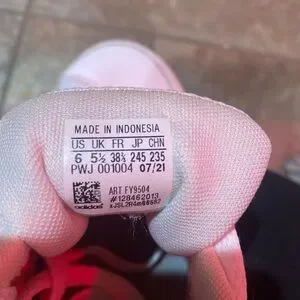 MADE IN INDONESIA
US UK FR JP CHN
6 5½ 38⅔ 245 235
PWJ 001004 07/21
ART FY9504
#128462013
adidas